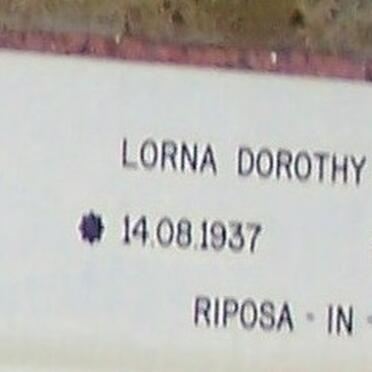 LORNA DOROTHY
14.08.1937
RIPOSA · IN ·